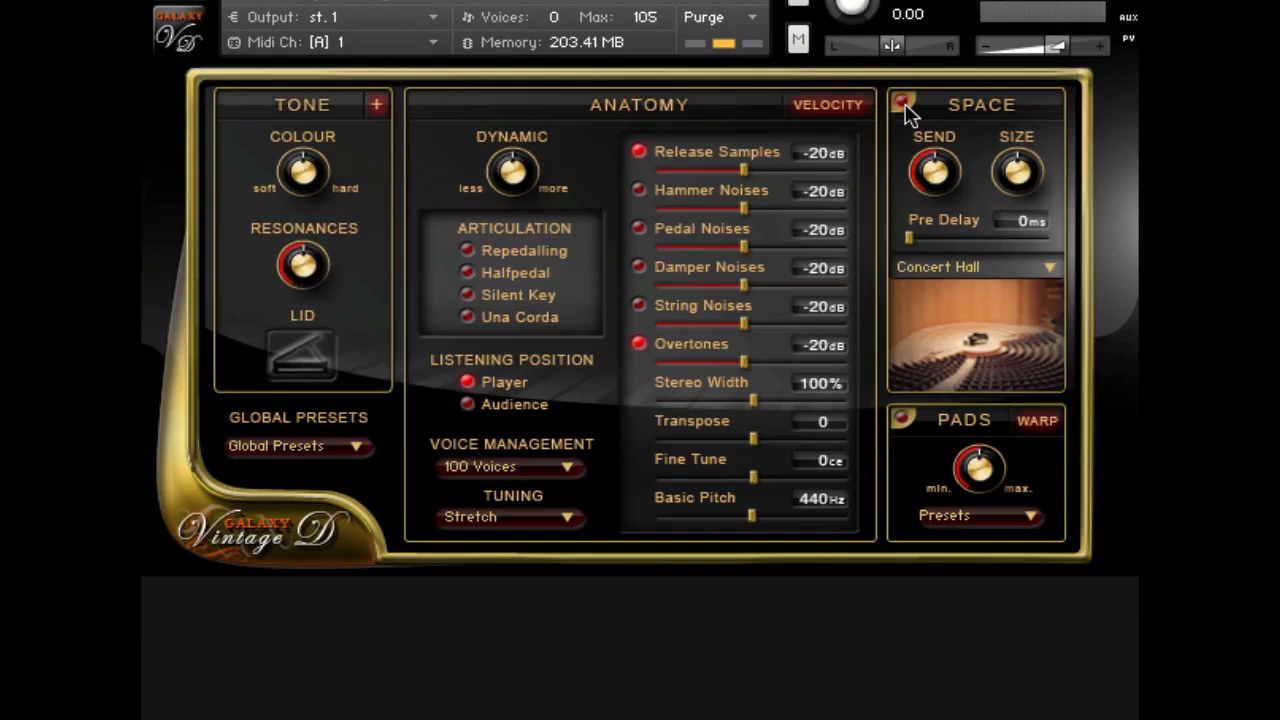 GALAXY
VD
Output: st. 1
Voices: 0 Max: 105
Purge
0.00
AUX
Midi Ch: [A] 1
Memory: 203.41 MB
M
L
R
- +
PV
TONE +
COLOUR
soft hard
RESONANCES
LID
GLOBAL PRESETS
Global Presets
GALAXY
Vintage D
ANATOMY
VELOCITY
DYNAMIC
less more
ARTICULATION
Repedalling
Halfpedal
Silent Key
Una Corda
LISTENING POSITION
Player
Audience
VOICE MANAGEMENT
100 Voices
TUNING
Stretch
Release Samples -20dB
Hammer Noises -20dB
Pedal Noises -20dB
Damper Noises -20dB
String Noises -20dB
Overtones -20dB
Stereo Width 100%
Transpose 0
Fine Tune 0ce
Basic Pitch 440Hz
SPACE
SEND SIZE
Pre Delay 0ms
Concert Hall
PADS WARP
min. max.
Presets